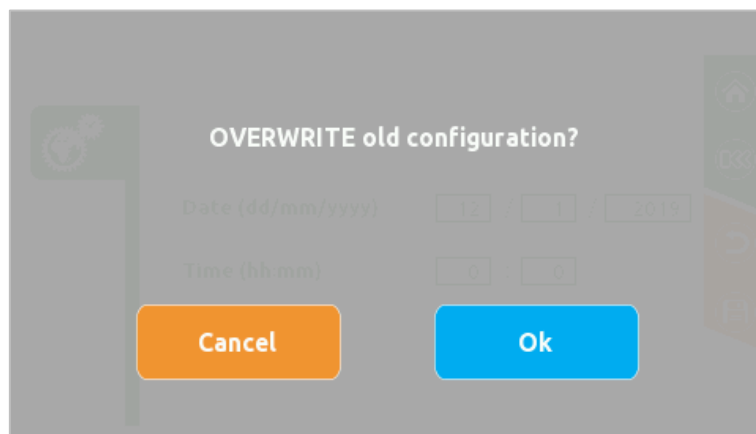 OVERWRITE old configuration?
Date (dd/mm/yyyy) 12 / 1 / 2019
Time (hh:mm) 0 : 0
Cancel Ok